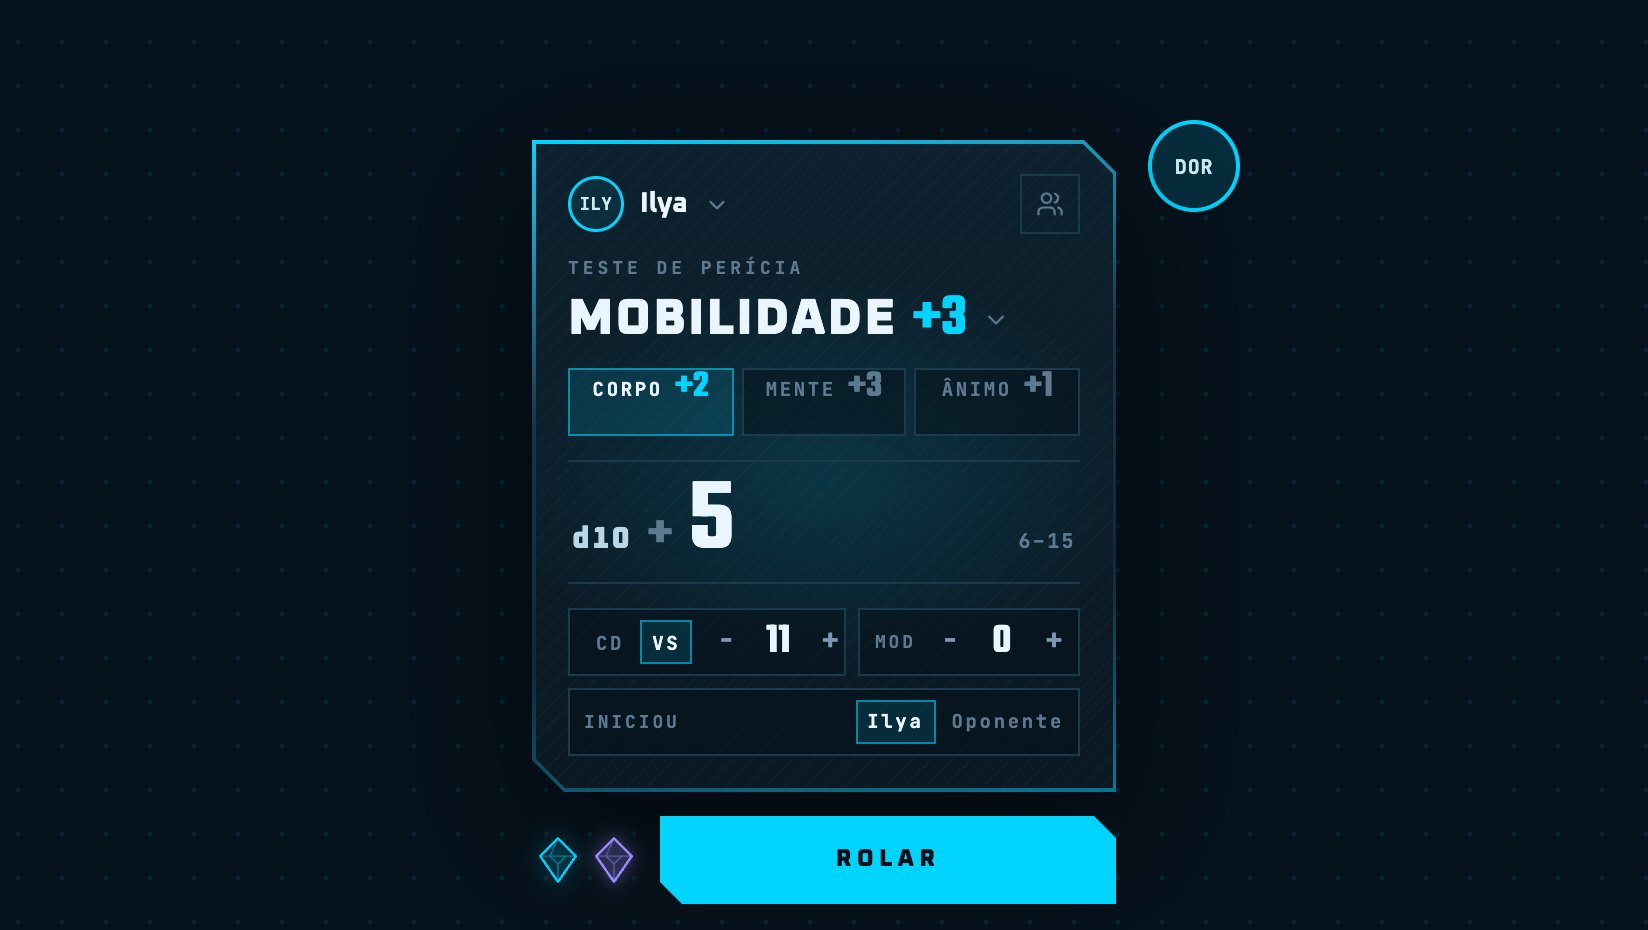 DOR
ILY Ilya
TESTE DE PERÍCIA
MOBILIDADE +3
CORPO +2 MENTE +3 ÂNIMO +1
d10 + 5 6–15
CD VS - 11 + MOD - 0 +
INICIOU Ilya Oponente
ROLAR